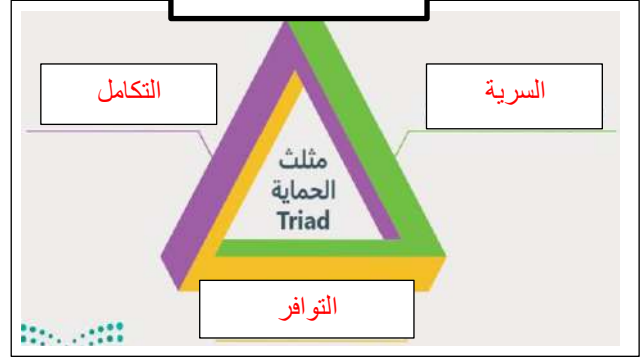 السرية
التكامل
مثلث
الحماية
Triad
التوافر